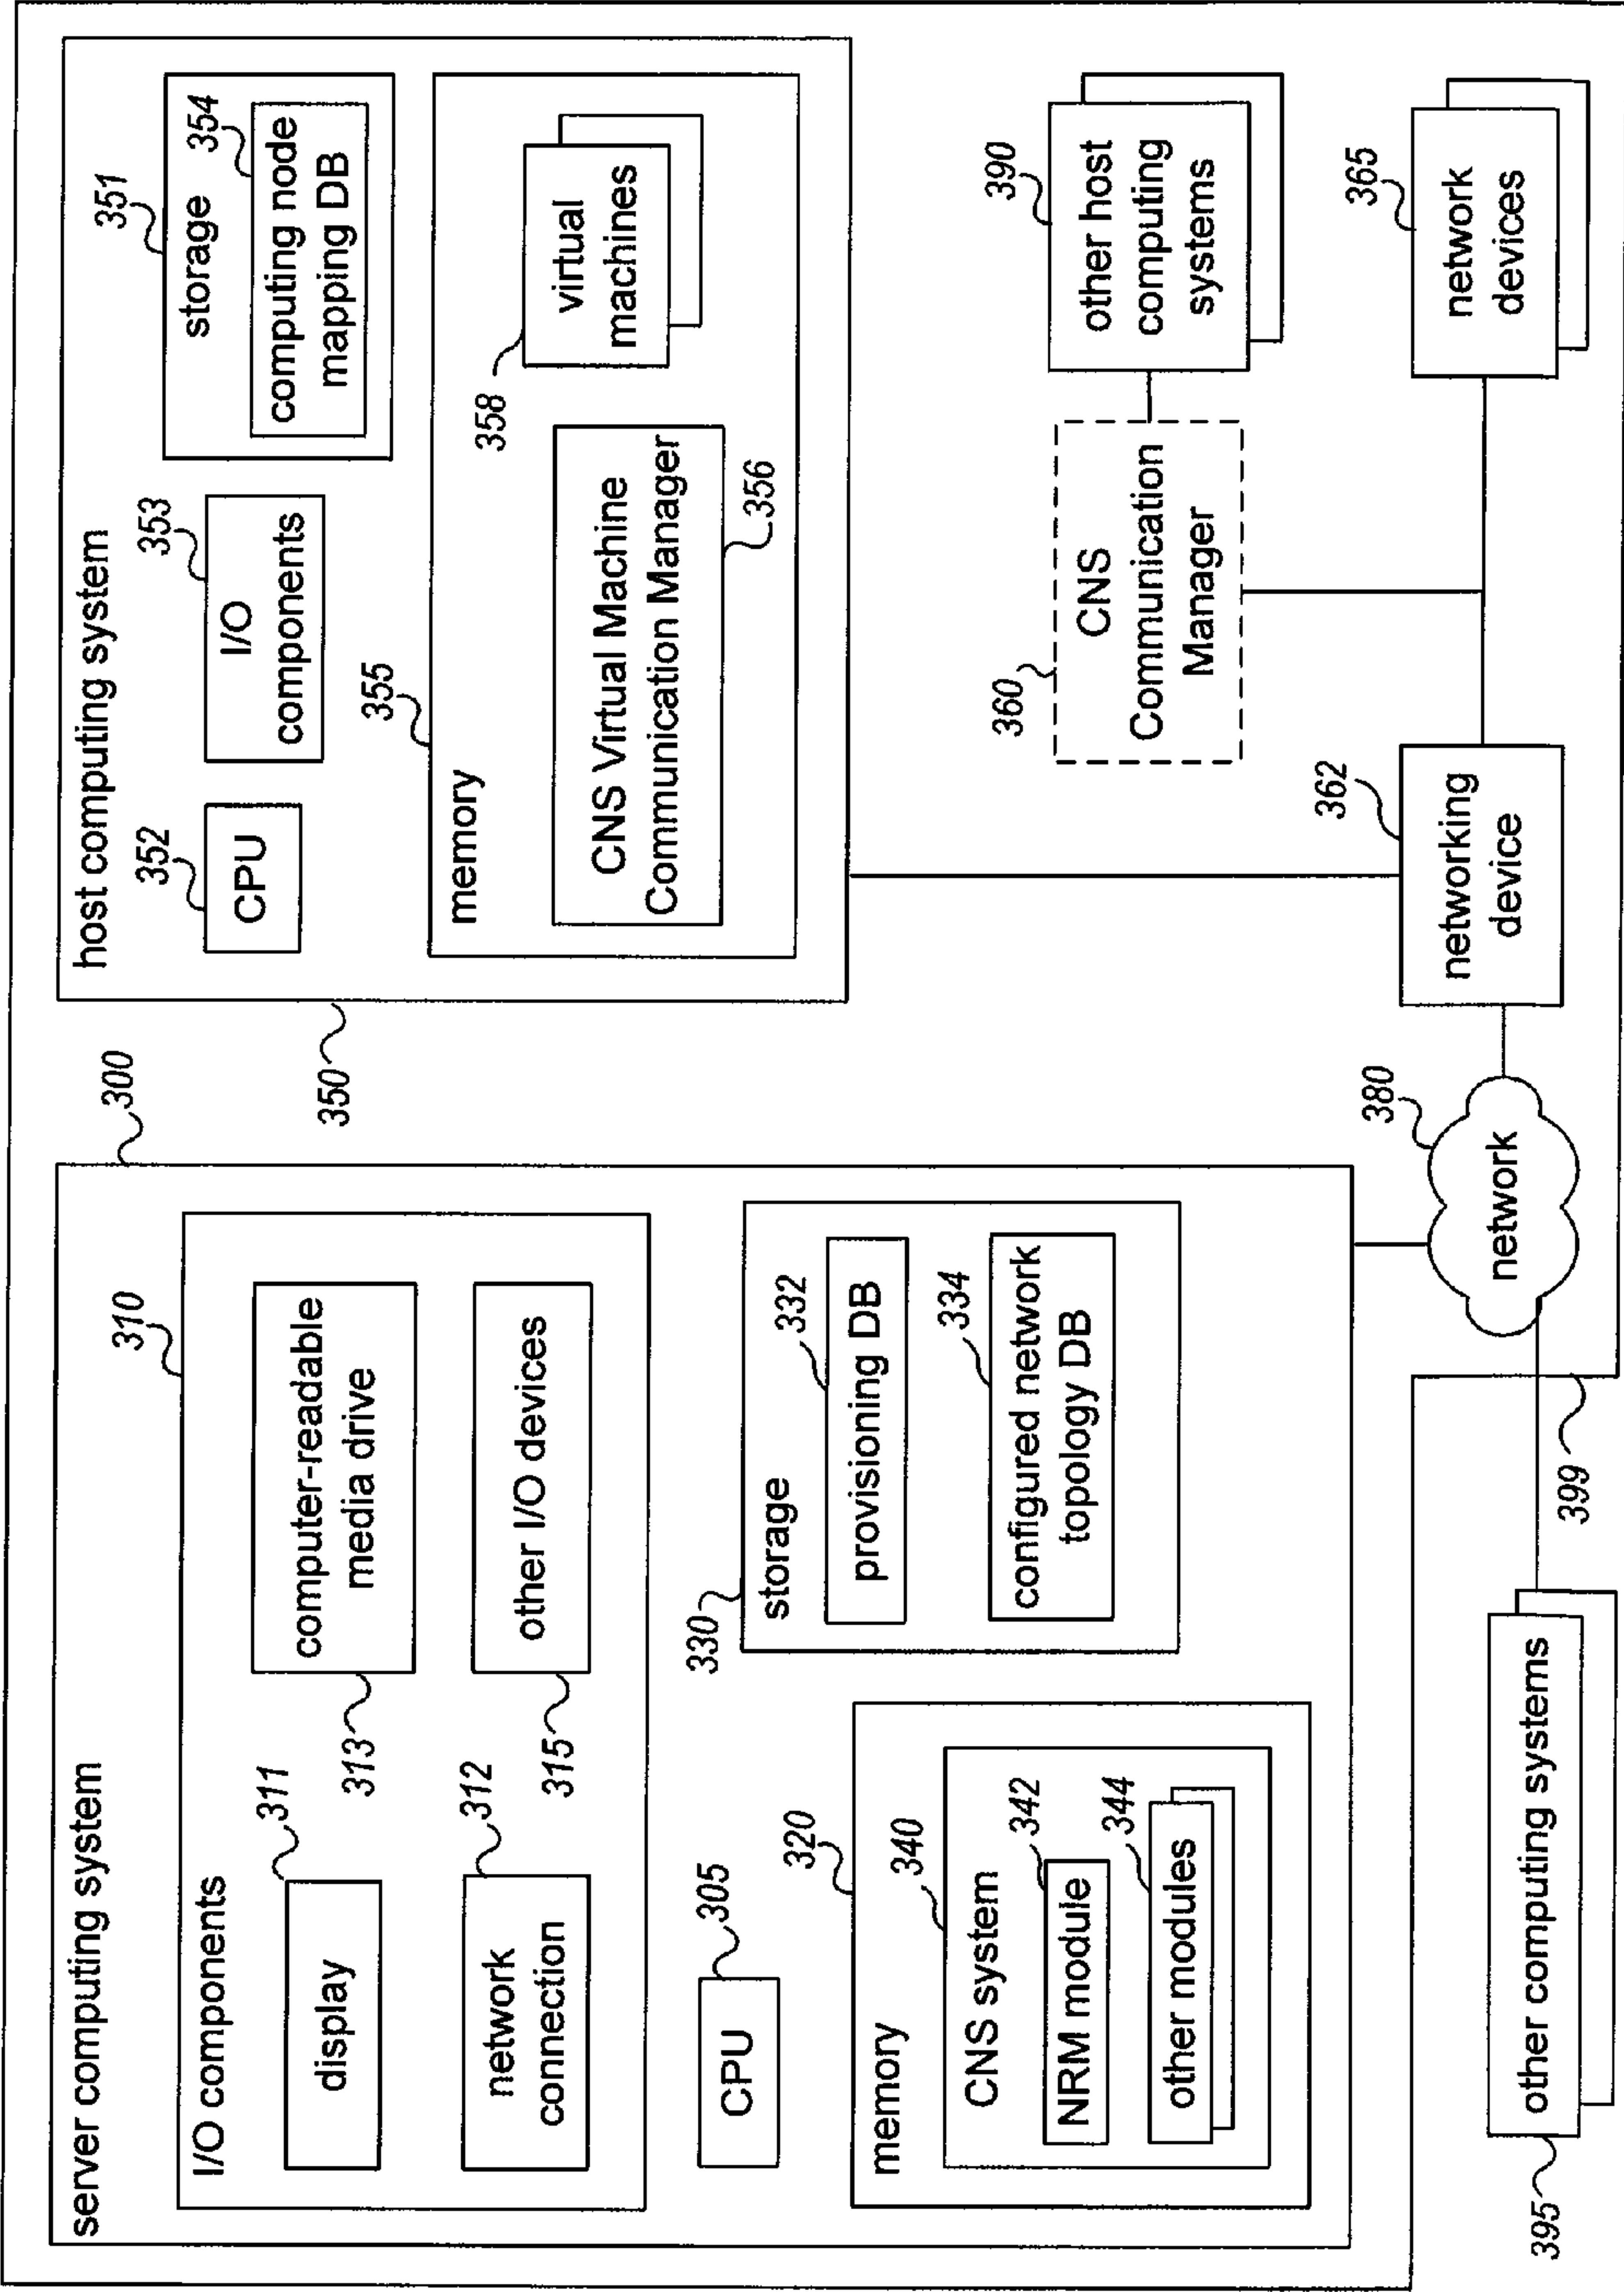 server computing system
300
I/O components
310
display
311
computer-readable
media drive
313
network
connection
312
other I/O devices
315
CPU
305
memory
320
CNS system
340
NRM module
342
other modules
344
storage
330
provisioning DB
332
configured network
topology DB
334
host computing system
350
CPU
352
I/O
components
353
storage
351
computing node
mapping DB
354
memory
355
CNS Virtual Machine
Communication Manager
356
virtual
machines
358
CNS
Communication
Manager
360
other host
computing
systems
390
networking
device
362
network
devices
365
network
380
399
other computing systems
395